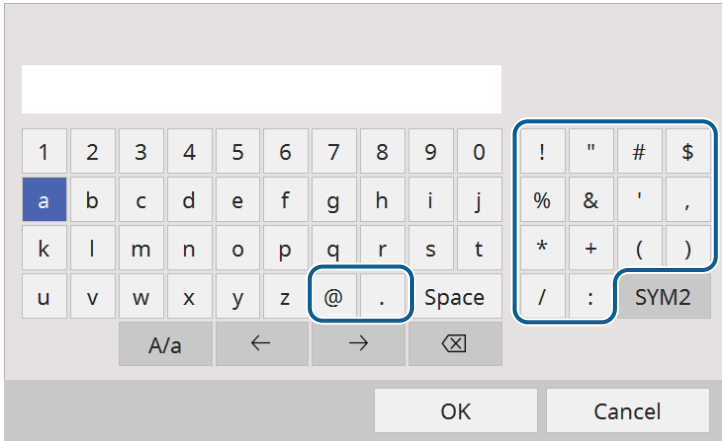 1 2 3 4 5 6 7 8 9 0 ! " # $
a b c d e f g h i j % & ' ,
k l m n o p q r s t * + ( )
u v w x y z @ . Space / : SYM2
A/a ← → ⌫
OK Cancel